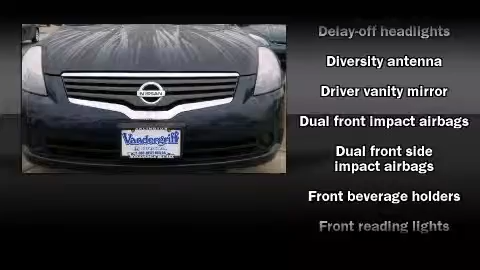 Delay-off headlights
Diversity antenna
Driver vanity mirror
Dual front impact airbags
Dual front side
impact airbags
Front beverage holders
Front reading lights
NISSAN
ARLINGTON
Vandergriff